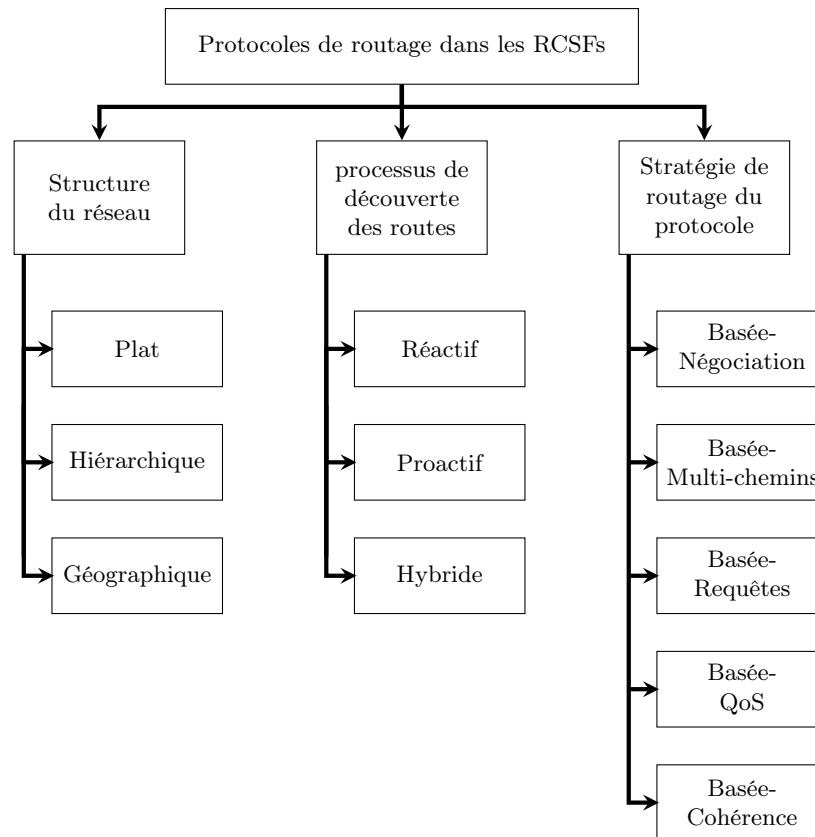 Protocoles de routage dans les RCSFs
Structure
du réseau
processus de
découverte
des routes
Stratégie de
routage du
protocole
Plat
Hiérarchique
Géographique
Réactif
Proactif
Hybride
Basée-
Négociation
Basée-
Multi-chemins
Basée-
Requêtes
Basée-
QoS
Basée-
Cohérence